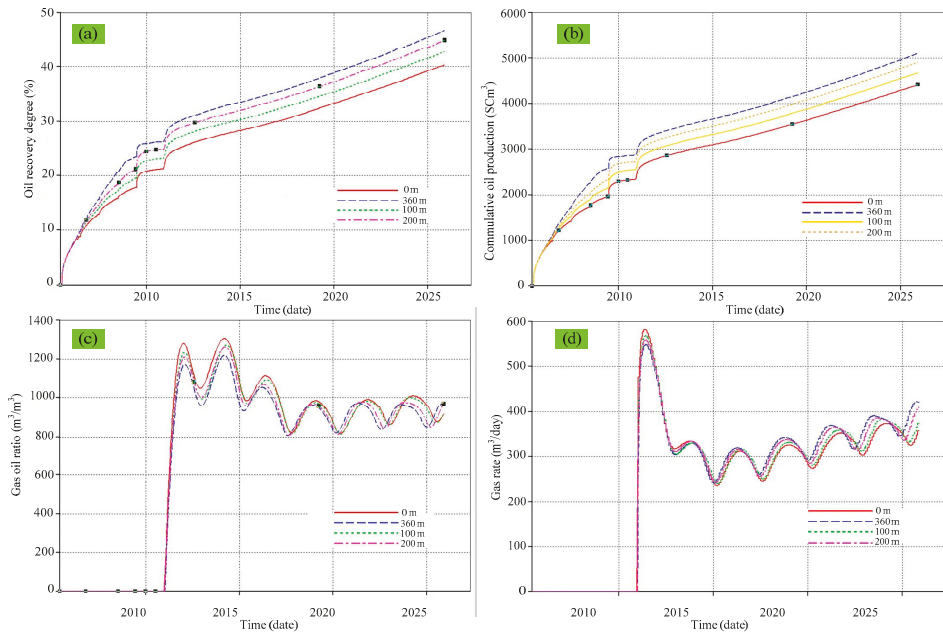 (a)
Oil recovery degree (%)
50
40
30
20
10
0
0 m
360 m
100 m
200 m
2010
2015
2020
2025
Time (date)
(b)
Commulative oil production (SCm³)
6000
5000
4000
3000
2000
1000
0
0 m
360 m
100 m
200 m
2010
2015
2020
2025
Time (date)
(c)
Gas oil ratio (m³/m³)
1400
1200
1000
800
600
400
200
0
0 m
360 m
100 m
200 m
2010
2015
2020
2025
Time (date)
(d)
Gas rate (m³/day)
600
500
400
300
200
100
0
0 m
360 m
100 m
200 m
2010
2015
2020
2025
Time (date)